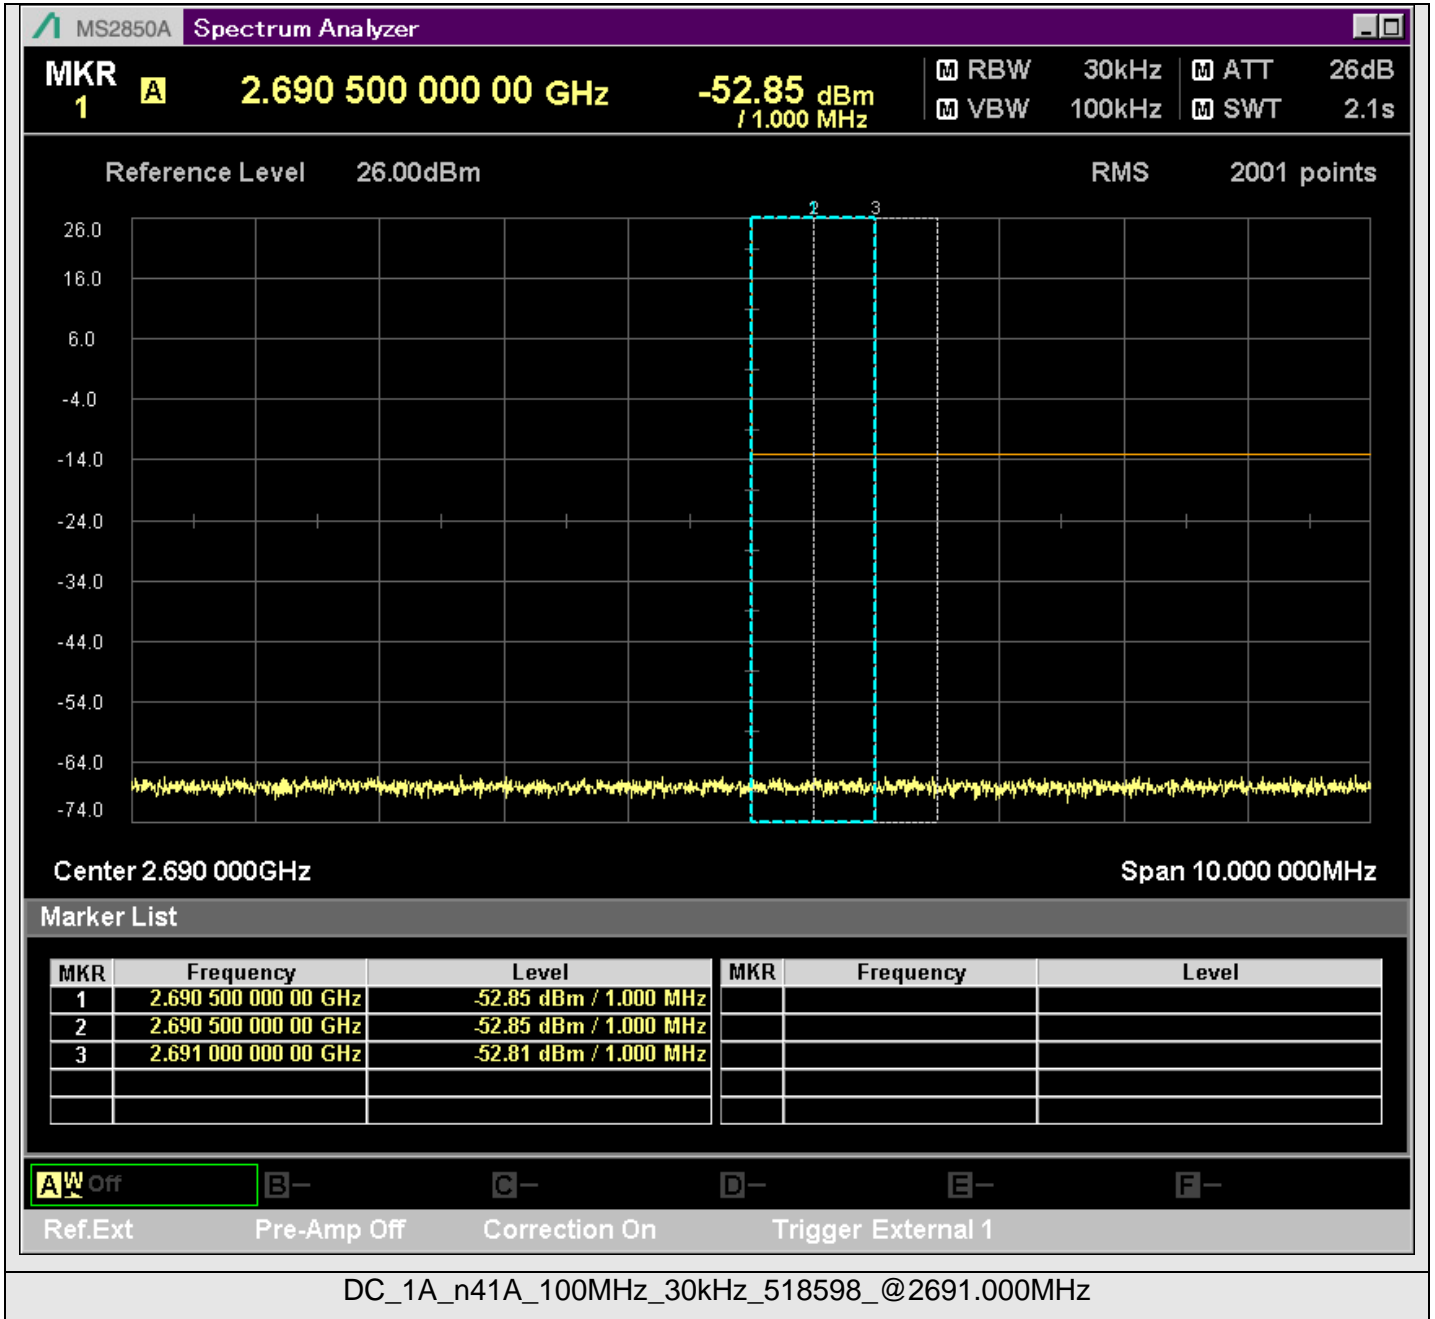 MS2850A Spectrum Analyzer
MKR 1 A 2.690 500 000 00 GHz -52.85 dBm / 1.000 MHz
M RBW 30kHz M ATT 26dB
M VBW 100kHz M SWT 2.1s
Reference Level 26.00dBm RMS 2001 points
2 3
26.0
16.0
6.0
-4.0
-14.0
-24.0
-34.0
-44.0
-54.0
-64.0
-74.0
Center 2.690 000GHz Span 10.000 000MHz
Marker List
MKR Frequency Level MKR Frequency Level
1 2.690 500 000 00 GHz -52.85 dBm / 1.000 MHz
2 2.690 500 000 00 GHz -52.85 dBm / 1.000 MHz
3 2.691 000 000 00 GHz -52.81 dBm / 1.000 MHz
A W Off B - C - D - E - F -
Ref.Ext Pre-Amp Off Correction On Trigger External 1
DC_1A_n41A_100MHz_30kHz_518598_@2691.000MHz